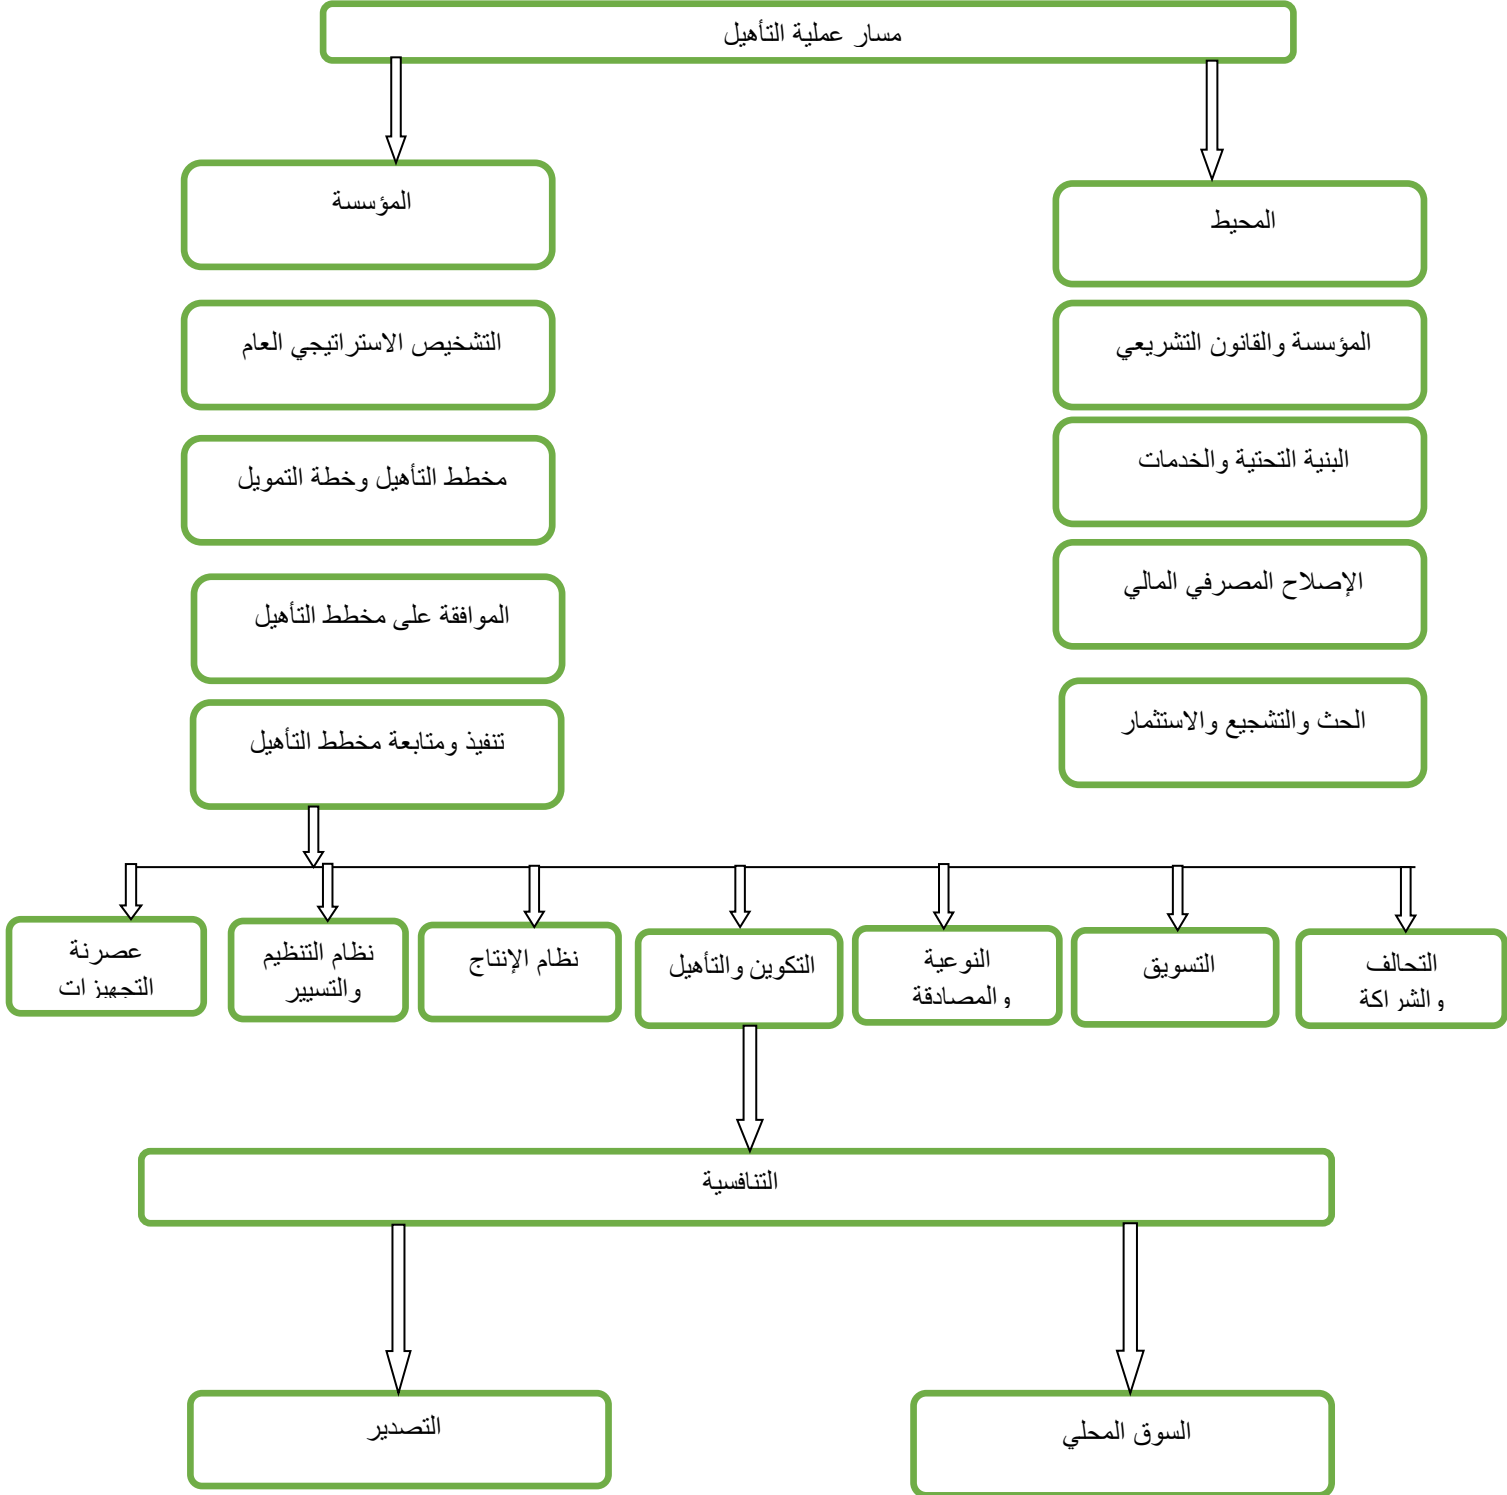 مسار عملية التأهيل
المحيط
المؤسسة
المؤسسة والقانون التشريعي
التشخيص الاستراتيجي العام
البنية التحتية والخدمات
مخطط التأهيل وخطة التمويل
الإصلاح المصرفي المالي
الموافقة على مخطط التأهيل
الحث والتشجيع والاستثمار
تنفيذ ومتابعة مخطط التأهيل
التحالف
والشراكة
التسويق
النوعية
والمصادقة
التكوين والتأهيل
نظام الإنتاج
نظام التنظيم
والتسيير
عصرنة
التجهيزات
التنافسية
السوق المحلي
التصدير